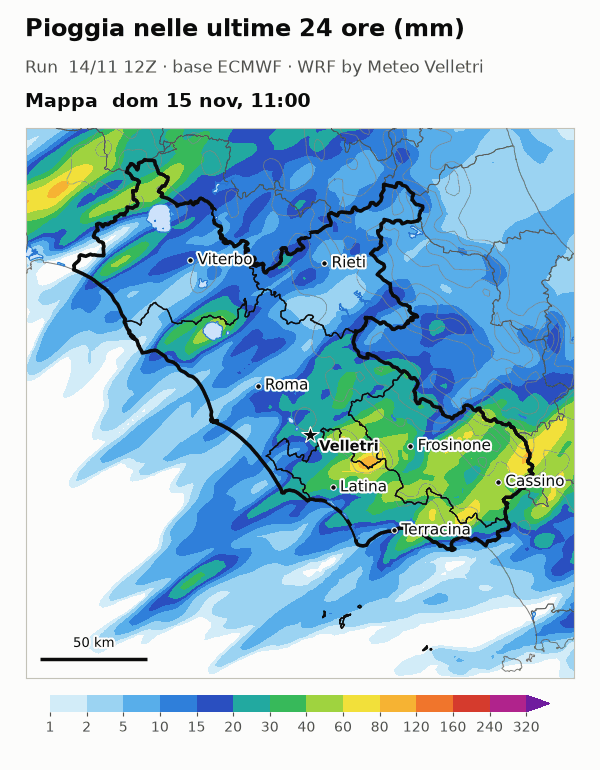 Pioggia nelle ultime 24 ore (mm)
Run  14/11 12Z · base ECMWF · WRF by Meteo Velletri
Mappa  dom 15 nov, 11:00
Viterbo
Rieti
Roma
Velletri
Frosinone
Latina
Cassino
Terracina
50 km
1 2 5 10 15 20 30 40 60 80 120 160 240 320